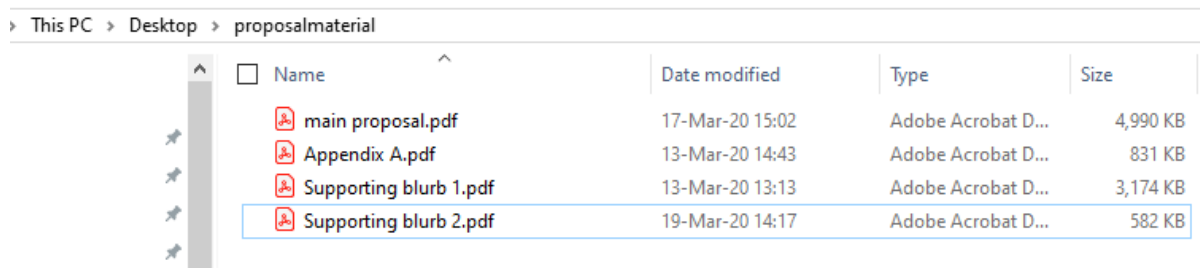 > This PC > Desktop > proposalmaterial
Name Date modified Type Size
main proposal.pdf 17-Mar-20 15:02 Adobe Acrobat D... 4,990 KB
Appendix A.pdf 13-Mar-20 14:43 Adobe Acrobat D... 831 KB
Supporting blurb 1.pdf 13-Mar-20 13:13 Adobe Acrobat D... 3,174 KB
Supporting blurb 2.pdf 19-Mar-20 14:17 Adobe Acrobat D... 582 KB